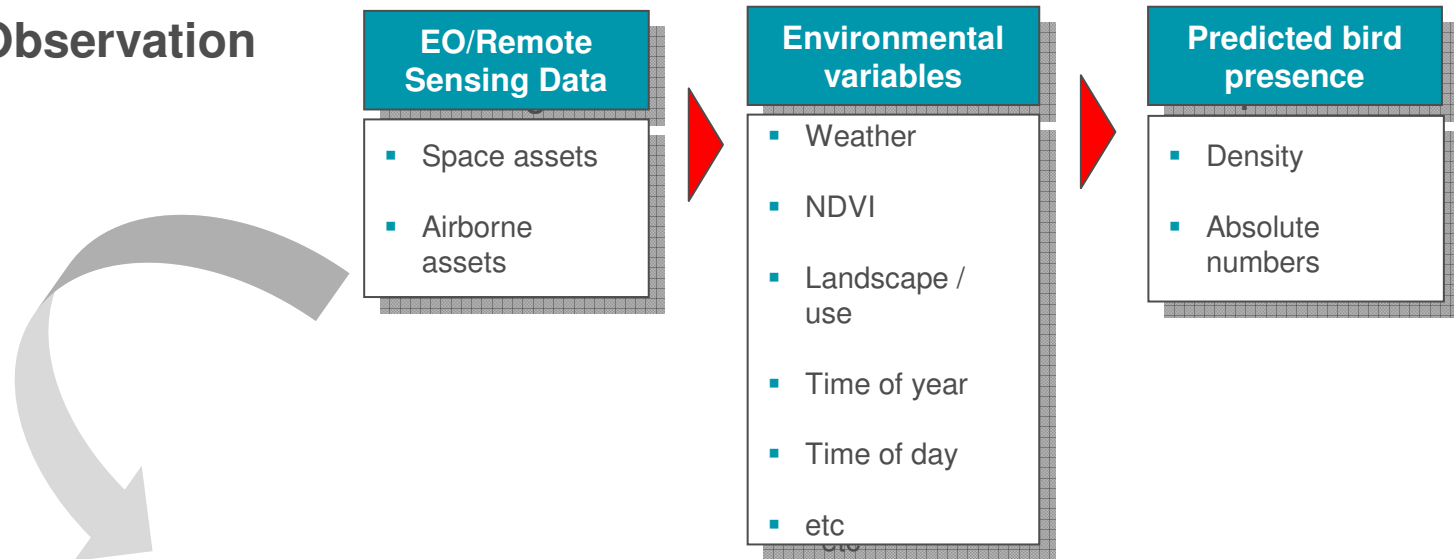 Observation
EO/Remote
Sensing Data
Space assets
Airborne
assets
Environmental
variables
Weather
NDVI
Landscape /
use
Time of year
Time of day
etc
Predicted bird
presence
Density
Absolute
numbers